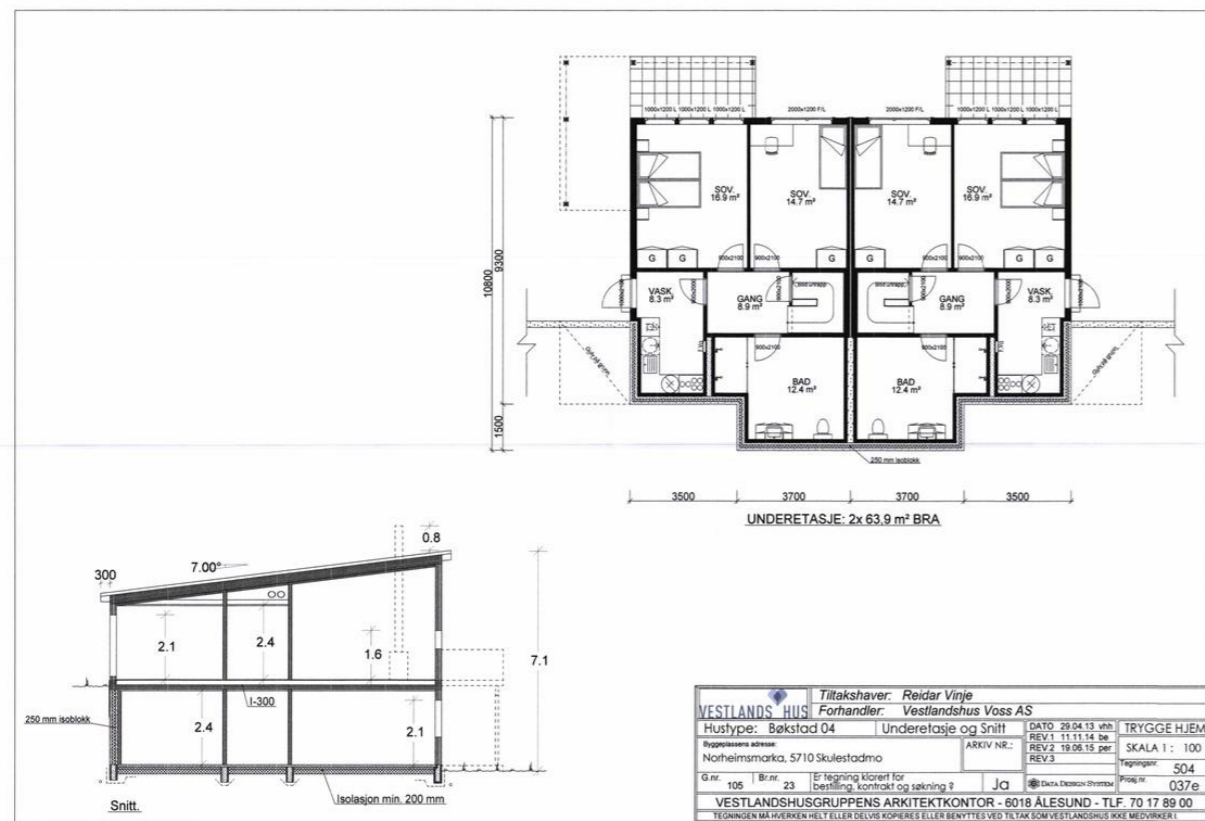 1000x1200 L 1000x1200 L 1000x1200 L
2000x1200 F/L
2000x1200 F/L
1000x1200 L 1000x1200 L 1000x1200 L
SOV.
16.9 m²
SOV.
14.7 m²
SOV.
14.7 m²
SOV.
16.9 m²
G
G
G
G
G
G
900x2100
900x2100
900x2100
900x2100
10800
9300
1500
VASK
8.3 m²
GANG
8.9 m²
GANG
8.9 m²
VASK
8.3 m²
900x2100
900x2100
BAD
12.4 m²
BAD
12.4 m²
250 mm Isoblokk
3500
3700
3700
3500
UNDERETASJE: 2x 63,9 m² BRA
0.8
7.00°
300
2.1
2.4
1.6
7.1
I-300
250 mm isoblokk
2.4
2.1
Isolasjon min. 200 mm
Snitt.
VESTLANDS HUS
Tiltakshaver: Reidar Vinje
Forhandler: Vestlandshus Voss AS
Hustype: Bøkstad 04
Underetasje og Snitt
DATO 29.04.13 vhh
REV.1 11.11.14 be
REV.2 19.06.15 per
REV.3
TRYGGE HJEM
SKALA 1 : 100
Byggeplassens adresse:
Norheimsmarka, 5710 Skulestadmo
ARKIV NR.:
Tegningsnr. 504
G.nr. 105
Br.nr. 23
Er tegning klarert for
bestilling, kontrakt og søkning ?
Ja
DATA DESIGN SYSTEM
Prosj.nr. 037e
VESTLANDSHUSGRUPPENS ARKITEKTKONTOR - 6018 ÅLESUND - TLF. 70 17 89 00
TEGNINGEN MÅ HVERKEN HELT ELLER DELVIS KOPIERES ELLER BENYTTES VED TILTAK SOM VESTLANDSHUS IKKE MEDVIRKER I.